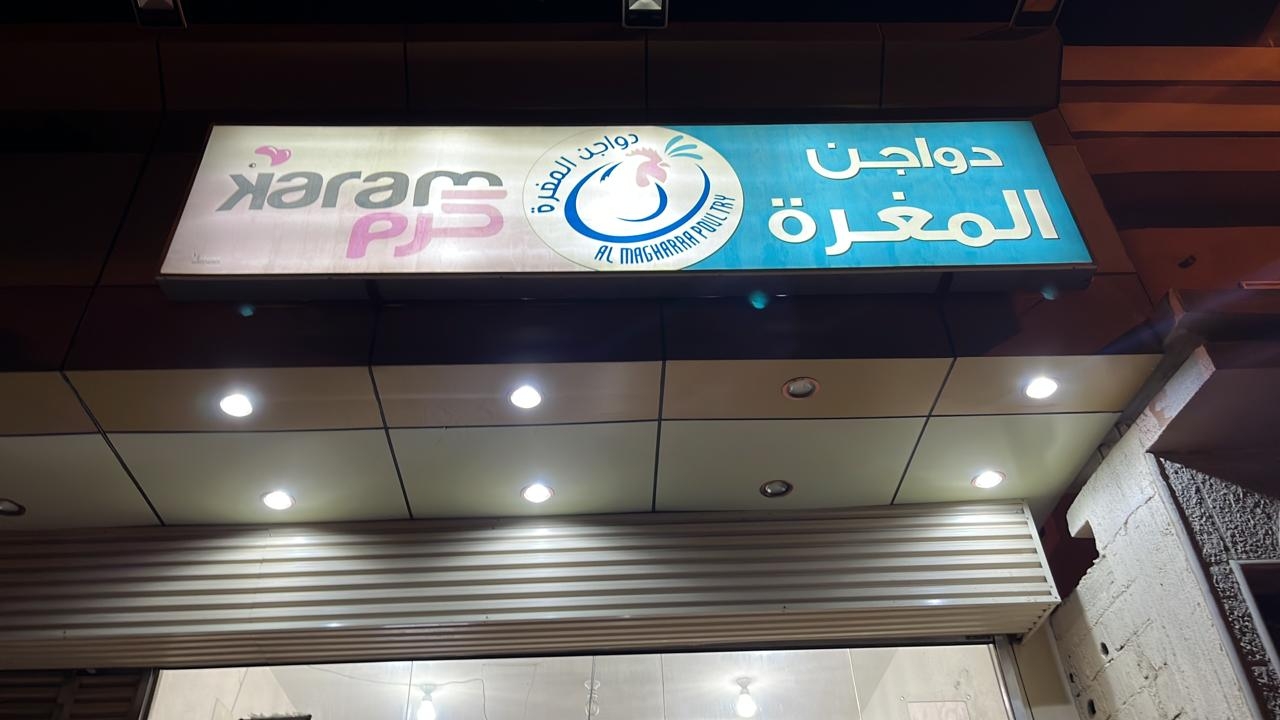 دواجن
المغرة
دواجن المغرة
AL MAGHARRA POULTRY
karam
كرم